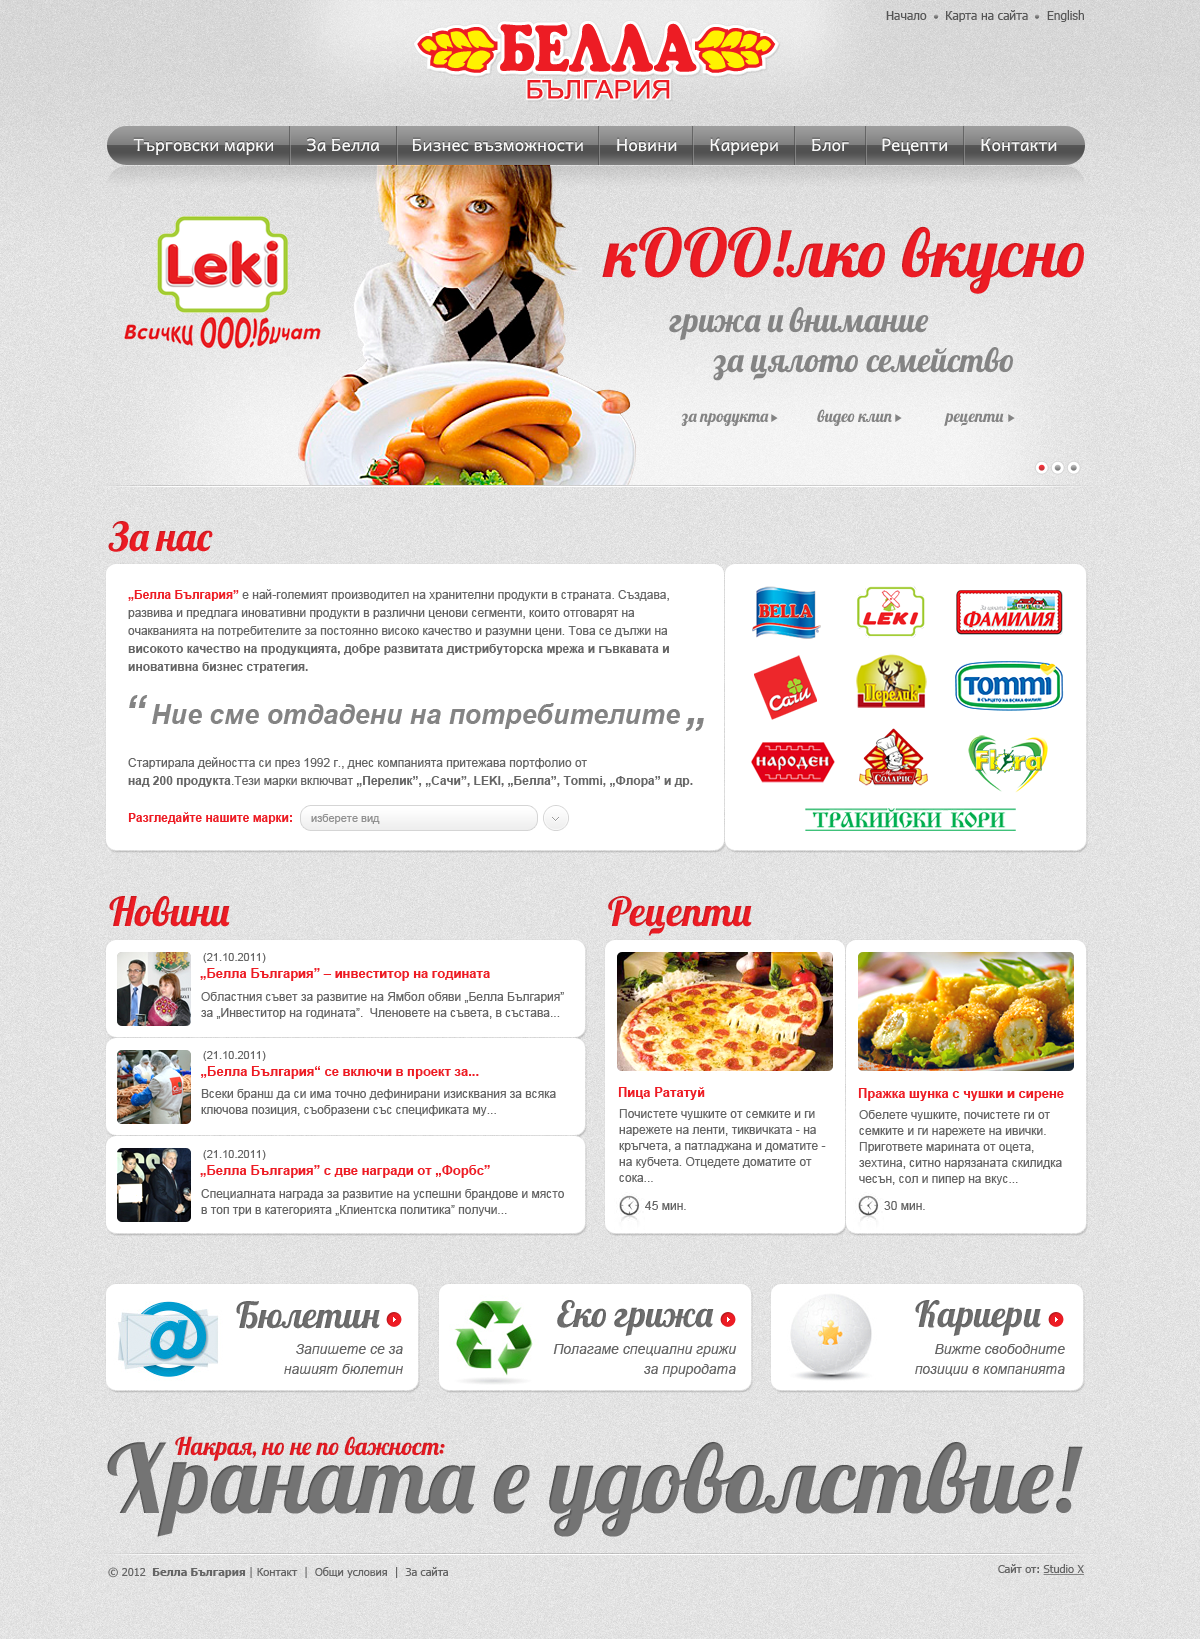 Начало • Карта на сайта • English
БЕЛЛА
БЪЛГАРИЯ
Търговски марки За Белла Бизнес възможности Новини Кариери Блог Рецепти Контакти
Leki
Всички ООО!бичат
кООО!лко вкусно
грижа и внимание
за цялото семейство
за продукта видео клип рецепти
За нас
„Белла България” е най-големият производител на хранителни продукти в страната. Създава,
развива и предлага иновативни продукти в различни ценови сегменти, които отговарят на
очакванията на потребителите за постоянно високо качество и разумни цени. Това се дължи на
високото качество на продукцията, добре развитата дистрибуторска мрежа и гъвкавата и
иновативна бизнес стратегия.
“ Ние сме отдадени на потребителите „
Стартирала дейността си през 1992 г., днес компанията притежава портфолио от
над 200 продукта.Тези марки включват „Перелик”, „Сачи”, LEKI, „Белла”, Tommi, „Флора” и др.
Разгледайте нашите марки: изберете вид
BELLA LEKI ФАМИЛИЯ
Сачи Перелик TOMMI
НАРОДЕН СОЛАРИС Flora
ТРАКИЙСКИ КОРИ
Новини
(21.10.2011)
„Белла България” – инвеститор на годината
Областния съвет за развитие на Ямбол обяви „Белла България”
за „Инвеститор на годината”. Членовете на съвета, в състава...
(21.10.2011)
„Белла България“ се включи в проект за...
Всеки бранш да си има точно дефинирани изисквания за всяка
ключова позиция, съобразени със спецификата му...
(21.10.2011)
„Белла България” с две награди от „Форбс”
Специалната награда за развитие на успешни брандове и място
в топ три в категорията „Клиентска политика” получи...
Рецепти
Пица Рататуй
Почистете чушките от семките и ги
нарежете на ленти, тиквичката - на
кръгчета, а патладжана и доматите -
на кубчета. Отцедете доматите от
сока...
45 мин.
Пражка шунка с чушки и сирене
Обелете чушките, почистете ги от
семките и ги нарежете на ивички.
Пригответе марината от оцета,
зехтина, ситно нарязаната скилидка
чесън, сол и пипер на вкус...
30 мин.
Бюлетин
Запишете се за
нашият бюлетин
Еко грижа
Полагаме специални грижи
за природата
Кариери
Вижте свободните
позиции в компанията
Накрая, но не по важност:
Храната е удоволствие!
© 2012 Белла България | Контакт | Общи условия | За сайта
Сайт от: Studio X